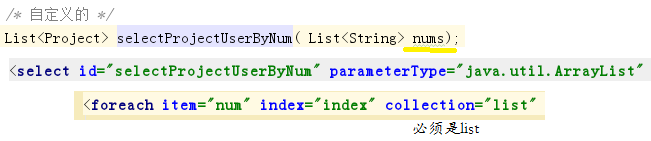 /* 自定义的 */
List<Project> selectProjectUserByNum( List<String> nums);
<select id="selectProjectUserByNum" parameterType="java.util.ArrayList"
<foreach item="num" index="index" collection="list"
必须是list